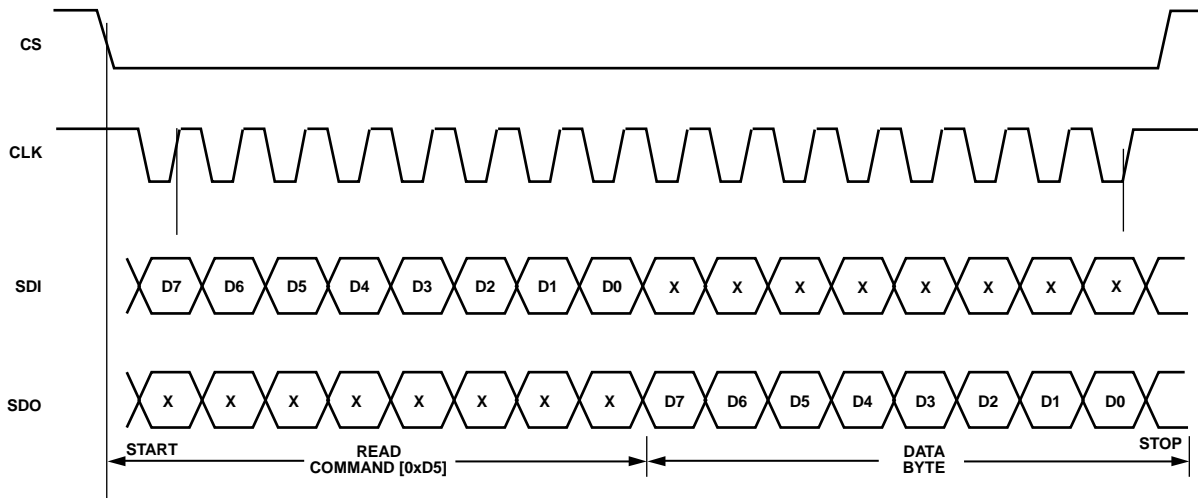 CS
CLK
SDI D7 D6 D5 D4 D3 D2 D1 D0 X X X X X X X X
SDO X X X X X X X X D7 D6 D5 D4 D3 D2 D1 D0
START READ COMMAND [0xD5] DATA BYTE STOP